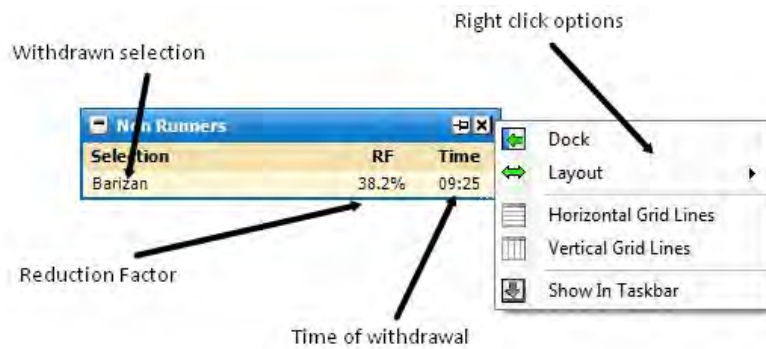 Right click options
Withdrawn selection
Non Runners
Selection RF Time
Barizan 38.2% 09:25
Dock
Layout
Horizontal Grid Lines
Vertical Grid Lines
Show In Taskbar
Reduction Factor
Time of withdrawal